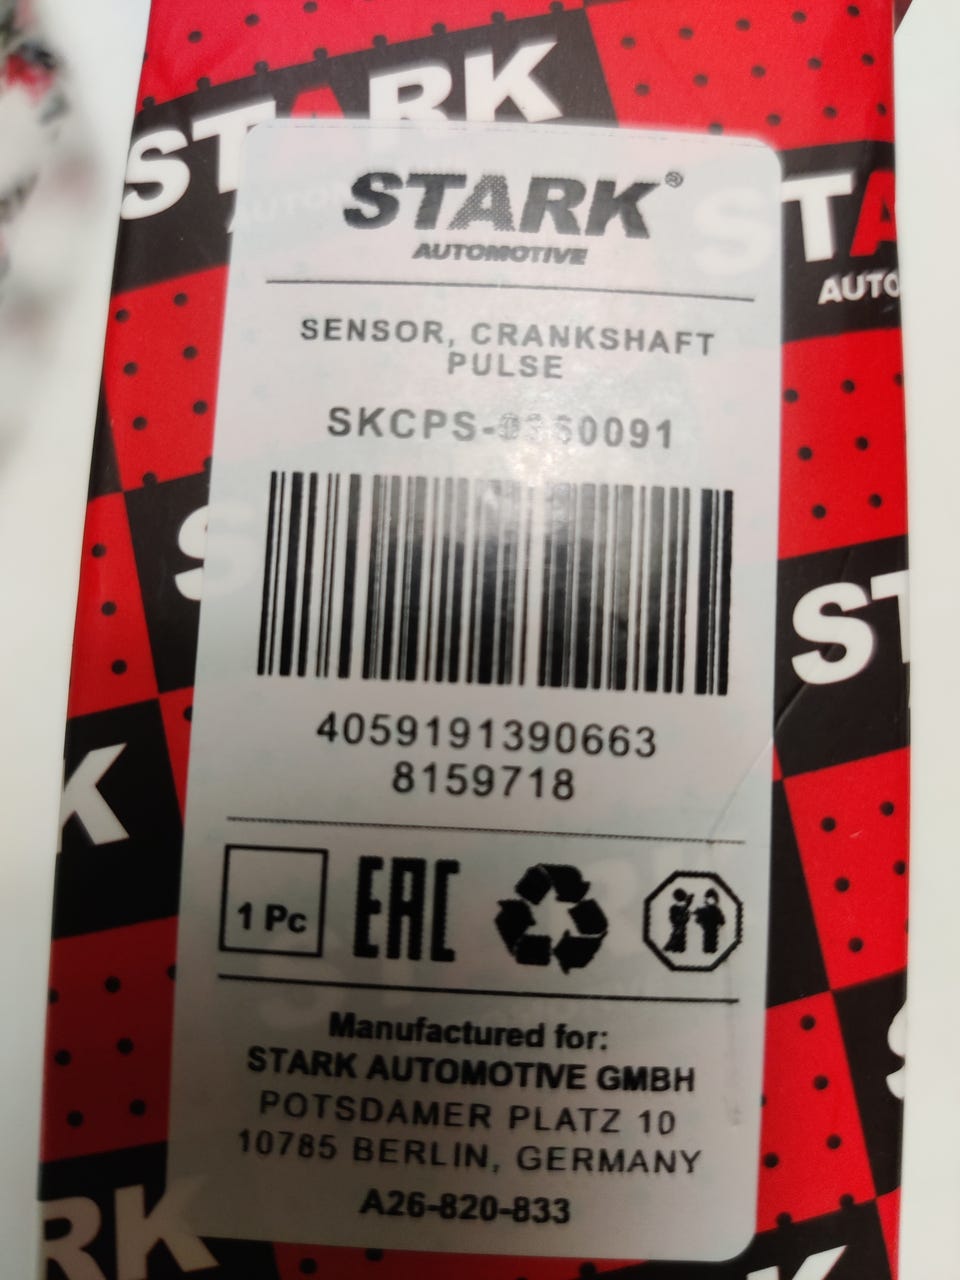 STARK
STARK®
AUTOMOTIVE
SENSOR, CRANKSHAFT
PULSE
4059191390663
8159718
1 Pc
EAC
Manufactured for:
STARK AUTOMOTIVE GMBH
POTSDAMER PLATZ 10
10785 BERLIN, GERMANY
A26-820-833